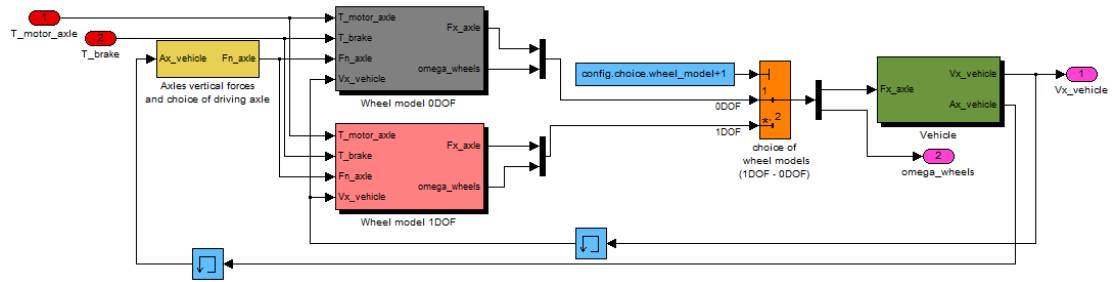 1
T_motor_axle
2
T_brake
Ax_vehicle
Fn_axle
Axles vertical forces
and choice of driving axle
T_motor_axle
T_brake
Fn_axle
Vx_vehicle
Fx_axle
omega_wheels
Wheel model 0DOF
T_motor_axle
T_brake
Fn_axle
Vx_vehicle
Fx_axle
omega_wheels
Wheel model 1DOF
config.choice.wheel_model+1
0DOF
1DOF
1
*, 2
choice of
wheel models
(1DOF - 0DOF)
Fx_axle
Vx_vehicle
Ax_vehicle
Vehicle
1
Vx_vehicle
2
omega_wheels